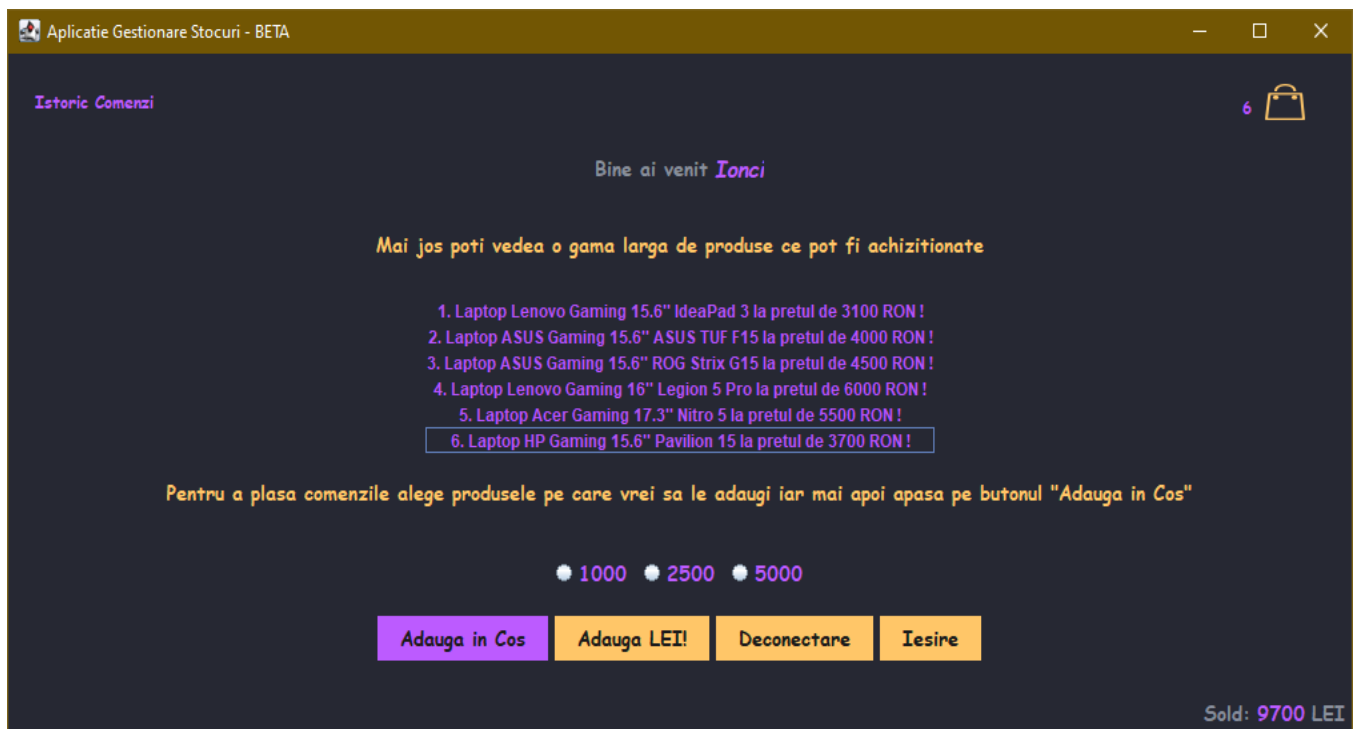 Aplicatie Gestionare Stocuri - BETA
Istoric Comenzi
6
Bine ai venit Ionci
Mai jos poti vedea o gama larga de produse ce pot fi achizitionate
1. Laptop Lenovo Gaming 15.6" IdeaPad 3 la pretul de 3100 RON !
2. Laptop ASUS Gaming 15.6" ASUS TUF F15 la pretul de 4000 RON !
3. Laptop ASUS Gaming 15.6" ROG Strix G15 la pretul de 4500 RON !
4. Laptop Lenovo Gaming 16" Legion 5 Pro la pretul de 6000 RON !
5. Laptop Acer Gaming 17.3" Nitro 5 la pretul de 5500 RON !
6. Laptop HP Gaming 15.6" Pavilion 15 la pretul de 3700 RON !
Pentru a plasa comenzile alege produsele pe care vrei sa le adaugi iar mai apoi apasa pe butonul "Adauga in Cos"
1000 2500 5000
Adauga in Cos Adauga LEI! Deconectare Iesire
Sold: 9700 LEI